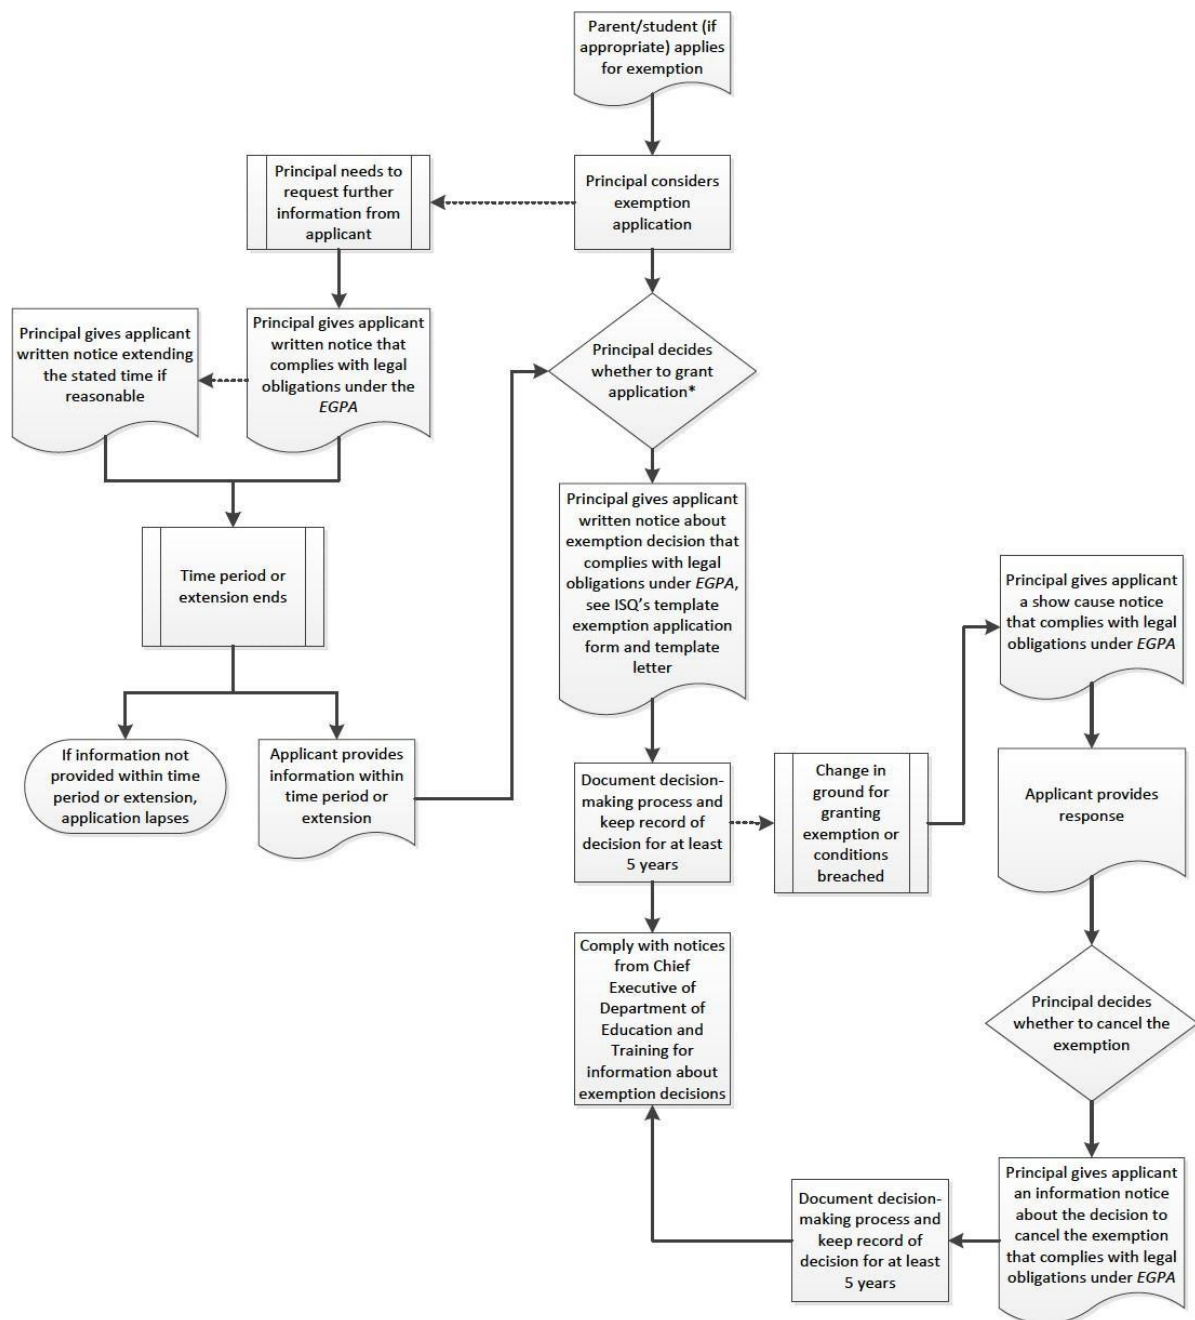 Parent/student (if
appropriate) applies
for exemption
Principal needs to
request further
information from
applicant
Principal considers
exemption
application
Principal gives applicant
written notice extending
the stated time if
reasonable
Principal gives applicant
written notice that
complies with legal
obligations under the
EGPA
Principal decides
whether to grant
application*
Time period or
extension ends
Principal gives applicant
written notice about
exemption decision that
complies with legal
obligations under EGPA,
see ISQ's template
exemption application
form and template
letter
Principal gives applicant
a show cause notice
that complies with legal
obligations under EGPA
If information not
provided within time
period or extension,
application lapses
Applicant provides
information within
time period or
extension
Document decision-
making process and
keep record of
decision for at least
5 years
Change in
ground for
granting
exemption or
conditions
breached
Applicant provides
response
Comply with notices
from Chief
Executive of
Department of
Education and
Training for
information about
exemption decisions
Principal decides
whether to cancel the
exemption
Document decision-
making process and
keep record of
decision for at least
5 years
Principal gives applicant
an information notice
about the decision to
cancel the exemption
that complies with legal
obligations under EGPA